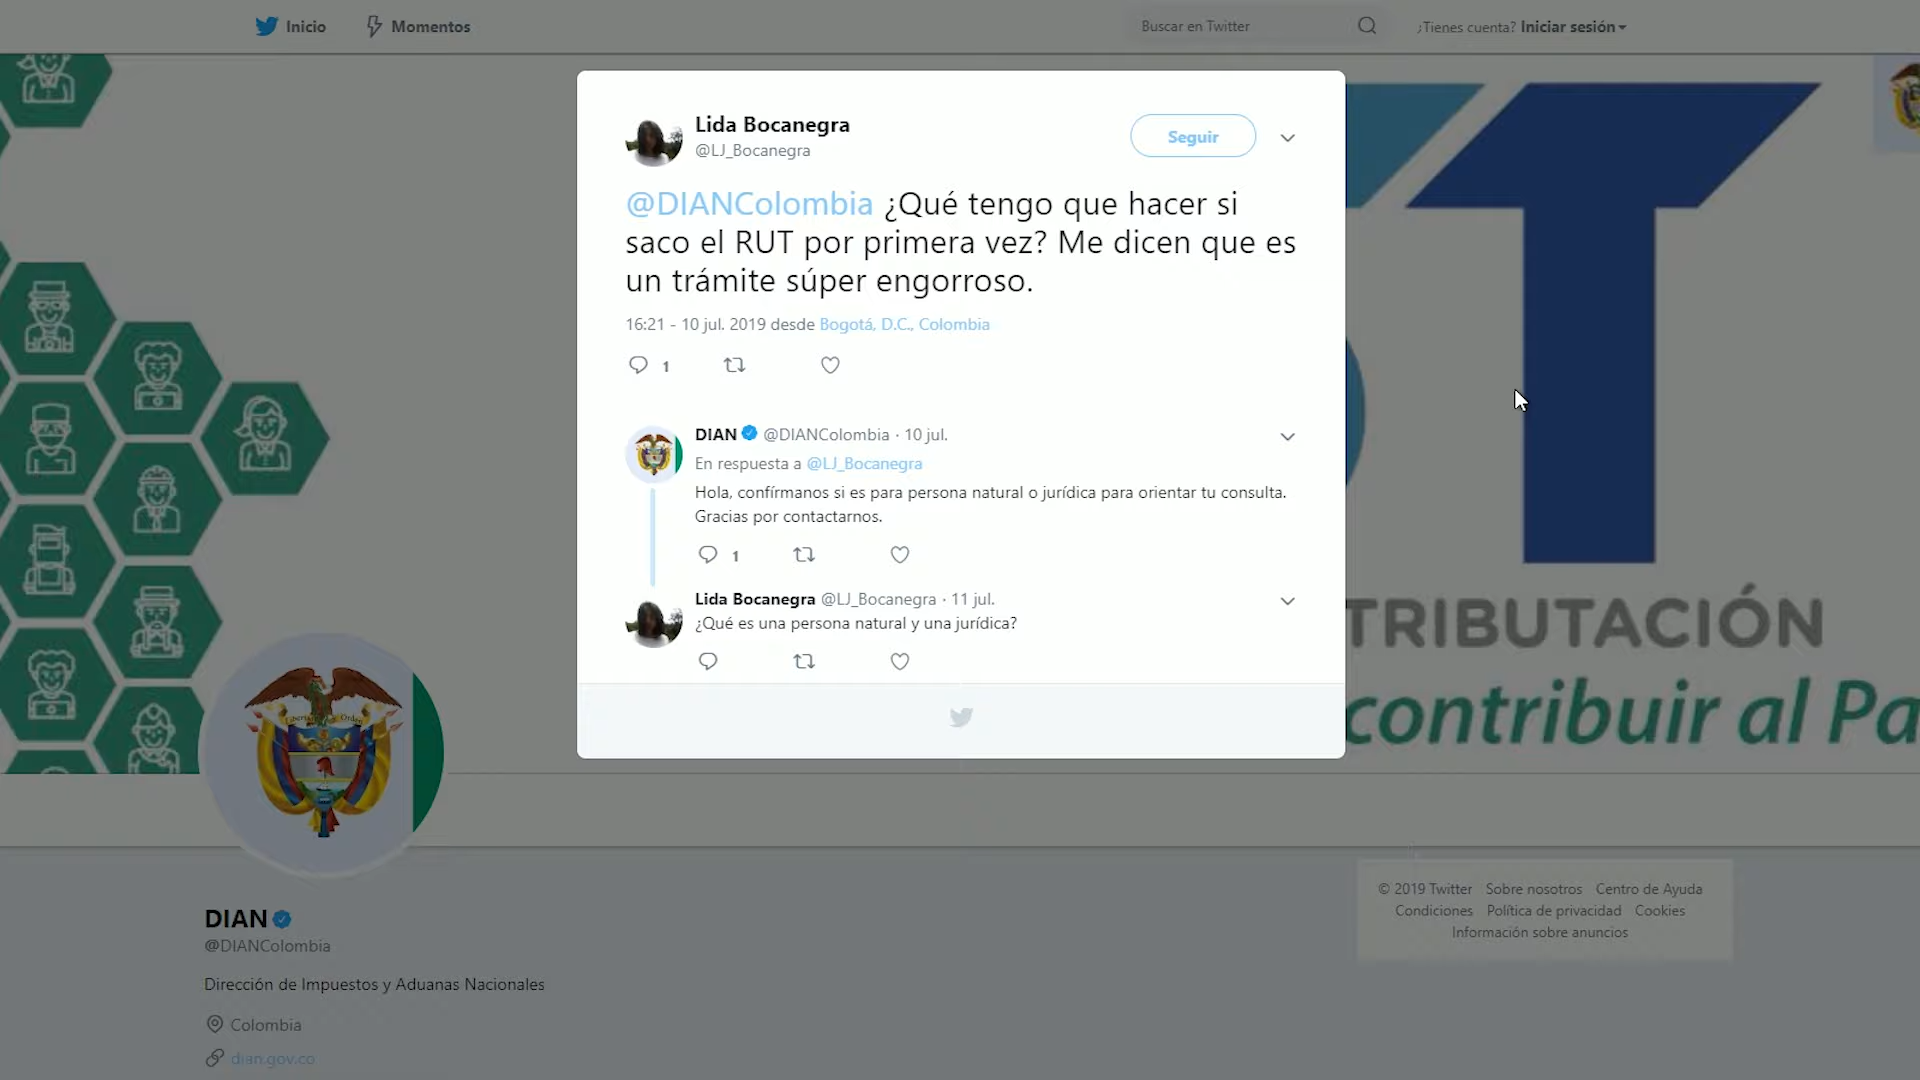 Inicio
Momentos
Buscar en Twitter
¿Tienes cuenta? Iniciar sesión
Lida Bocanegra
@LJ_Bocanegra
Seguir
@DIANColombia ¿Qué tengo que hacer si
saco el RUT por primera vez? Me dicen que es
un trámite súper engorroso.
16:21 - 10 jul. 2019 desde Bogotá, D.C., Colombia
1
DIAN @DIANColombia · 10 jul.
En respuesta a @LJ_Bocanegra
Hola, confírmanos si es para persona natural o jurídica para orientar tu consulta.
Gracias por contactarnos.
1
Lida Bocanegra @LJ_Bocanegra · 11 jul.
¿Qué es una persona natural y una jurídica?
T
TRIBUTACIÓN
contribuir al Pa
Libertad y Orden
DIAN
@DIANColombia
Dirección de Impuestos y Aduanas Nacionales
Colombia
dian.gov.co
© 2019 Twitter Sobre nosotros Centro de Ayuda
Condiciones Política de privacidad Cookies
Información sobre anuncios